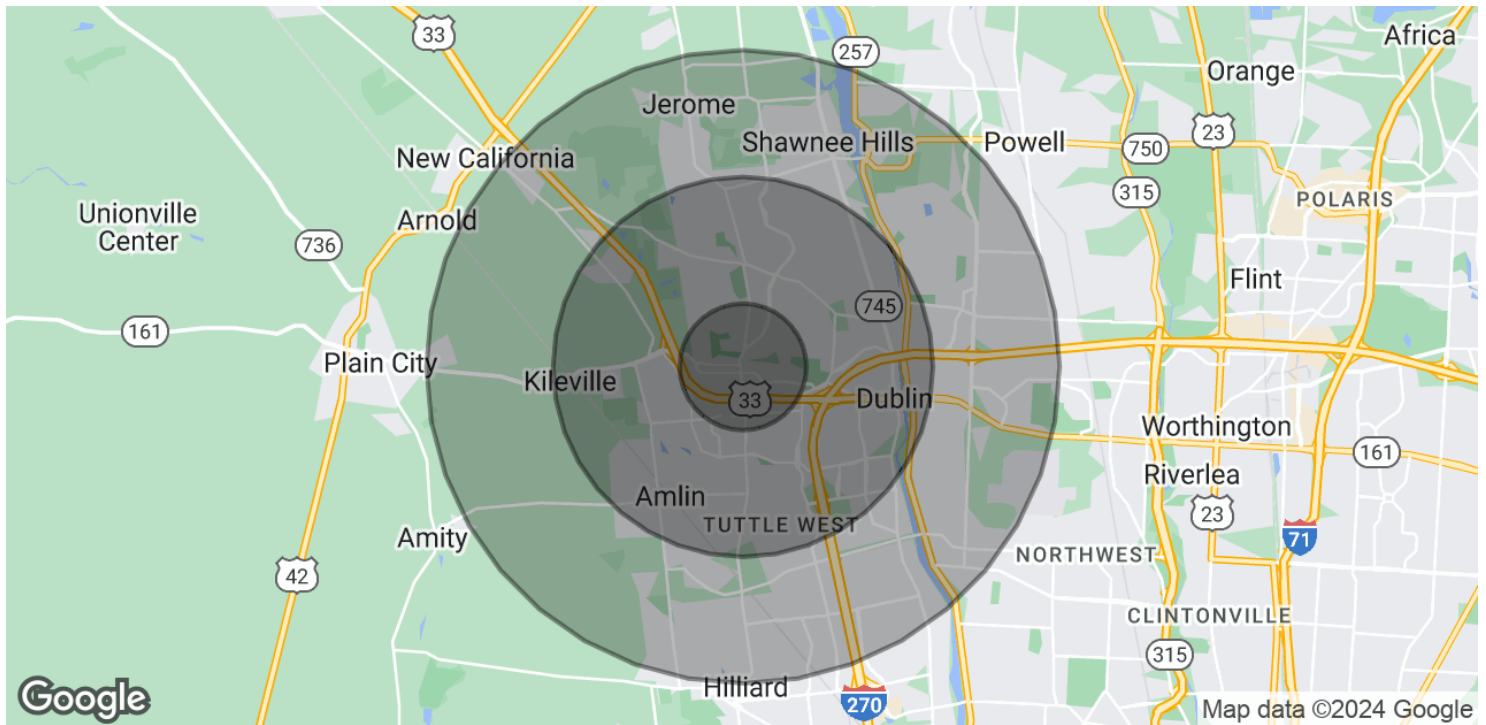 33
257
Africa
Orange
Jerome
23
Shawnee Hills
Powell
750
New California
315
POLARIS
Unionville
Center
Arnold
736
Flint
745
161
Plain City
Kileville
33
Dublin
Worthington
161
Riverlea
Amlin
23
TUTTLE WEST
Amity
71
NORTHWEST
42
CLINTONVILLE
315
Hilliard
Google
270
Map data ©2024 Google